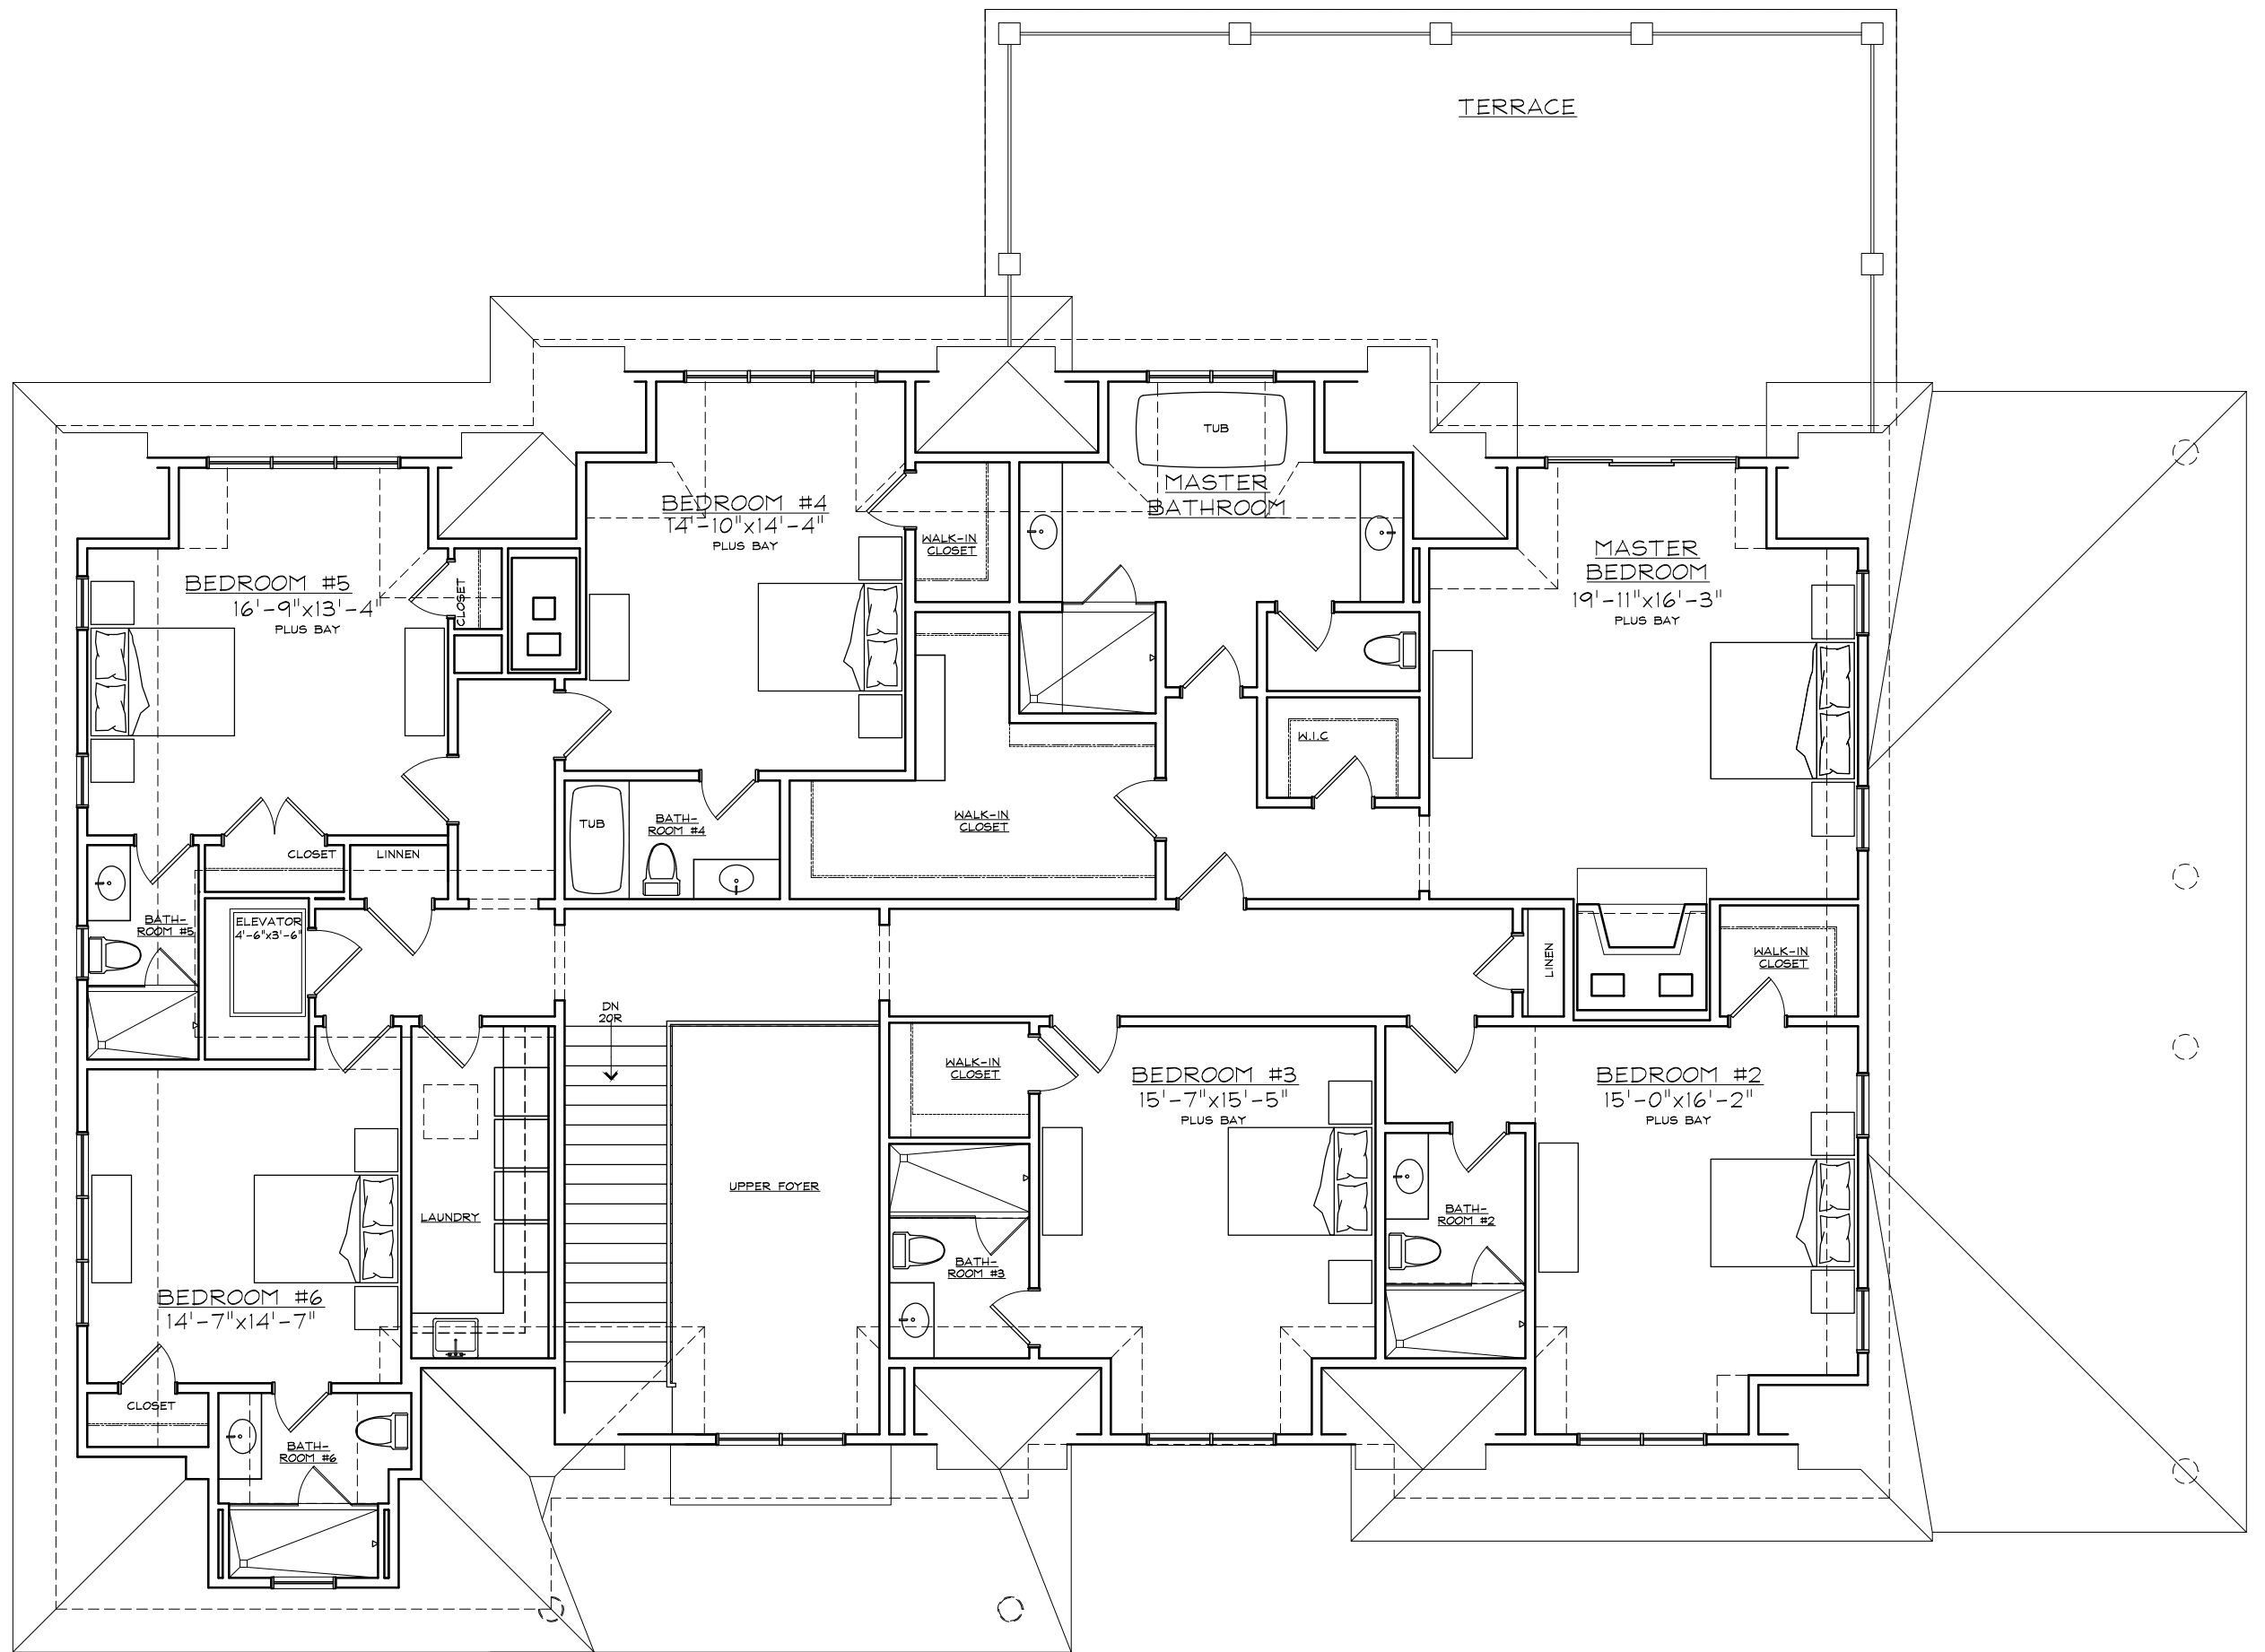 TERRACE
TUB
MASTER
BATHROOM
BEDROOM #4
14'-10"x14'-4"
PLUS BAY
WALK-IN
CLOSET
MASTER
BEDROOM
19'-11"x16'-3"
PLUS BAY
BEDROOM #5
16'-9"x13'-4"
PLUS BAY
CLOSET
W.I.C
WALK-IN
CLOSET
TUB
BATH-
ROOM #4
CLOSET
LINNEN
BATH-
ROOM #5
ELEVATOR
4'-6"x3'-6"
LINEN
WALK-IN
CLOSET
DN
20R
WALK-IN
CLOSET
BEDROOM #3
15'-7"x15'-5"
PLUS BAY
BEDROOM #2
15'-0"x16'-2"
PLUS BAY
UPPER FOYER
LAUNDRY
BATH-
ROOM #2
BATH-
ROOM #3
BEDROOM #6
14'-7"x14'-7"
CLOSET
BATH-
ROOM #6